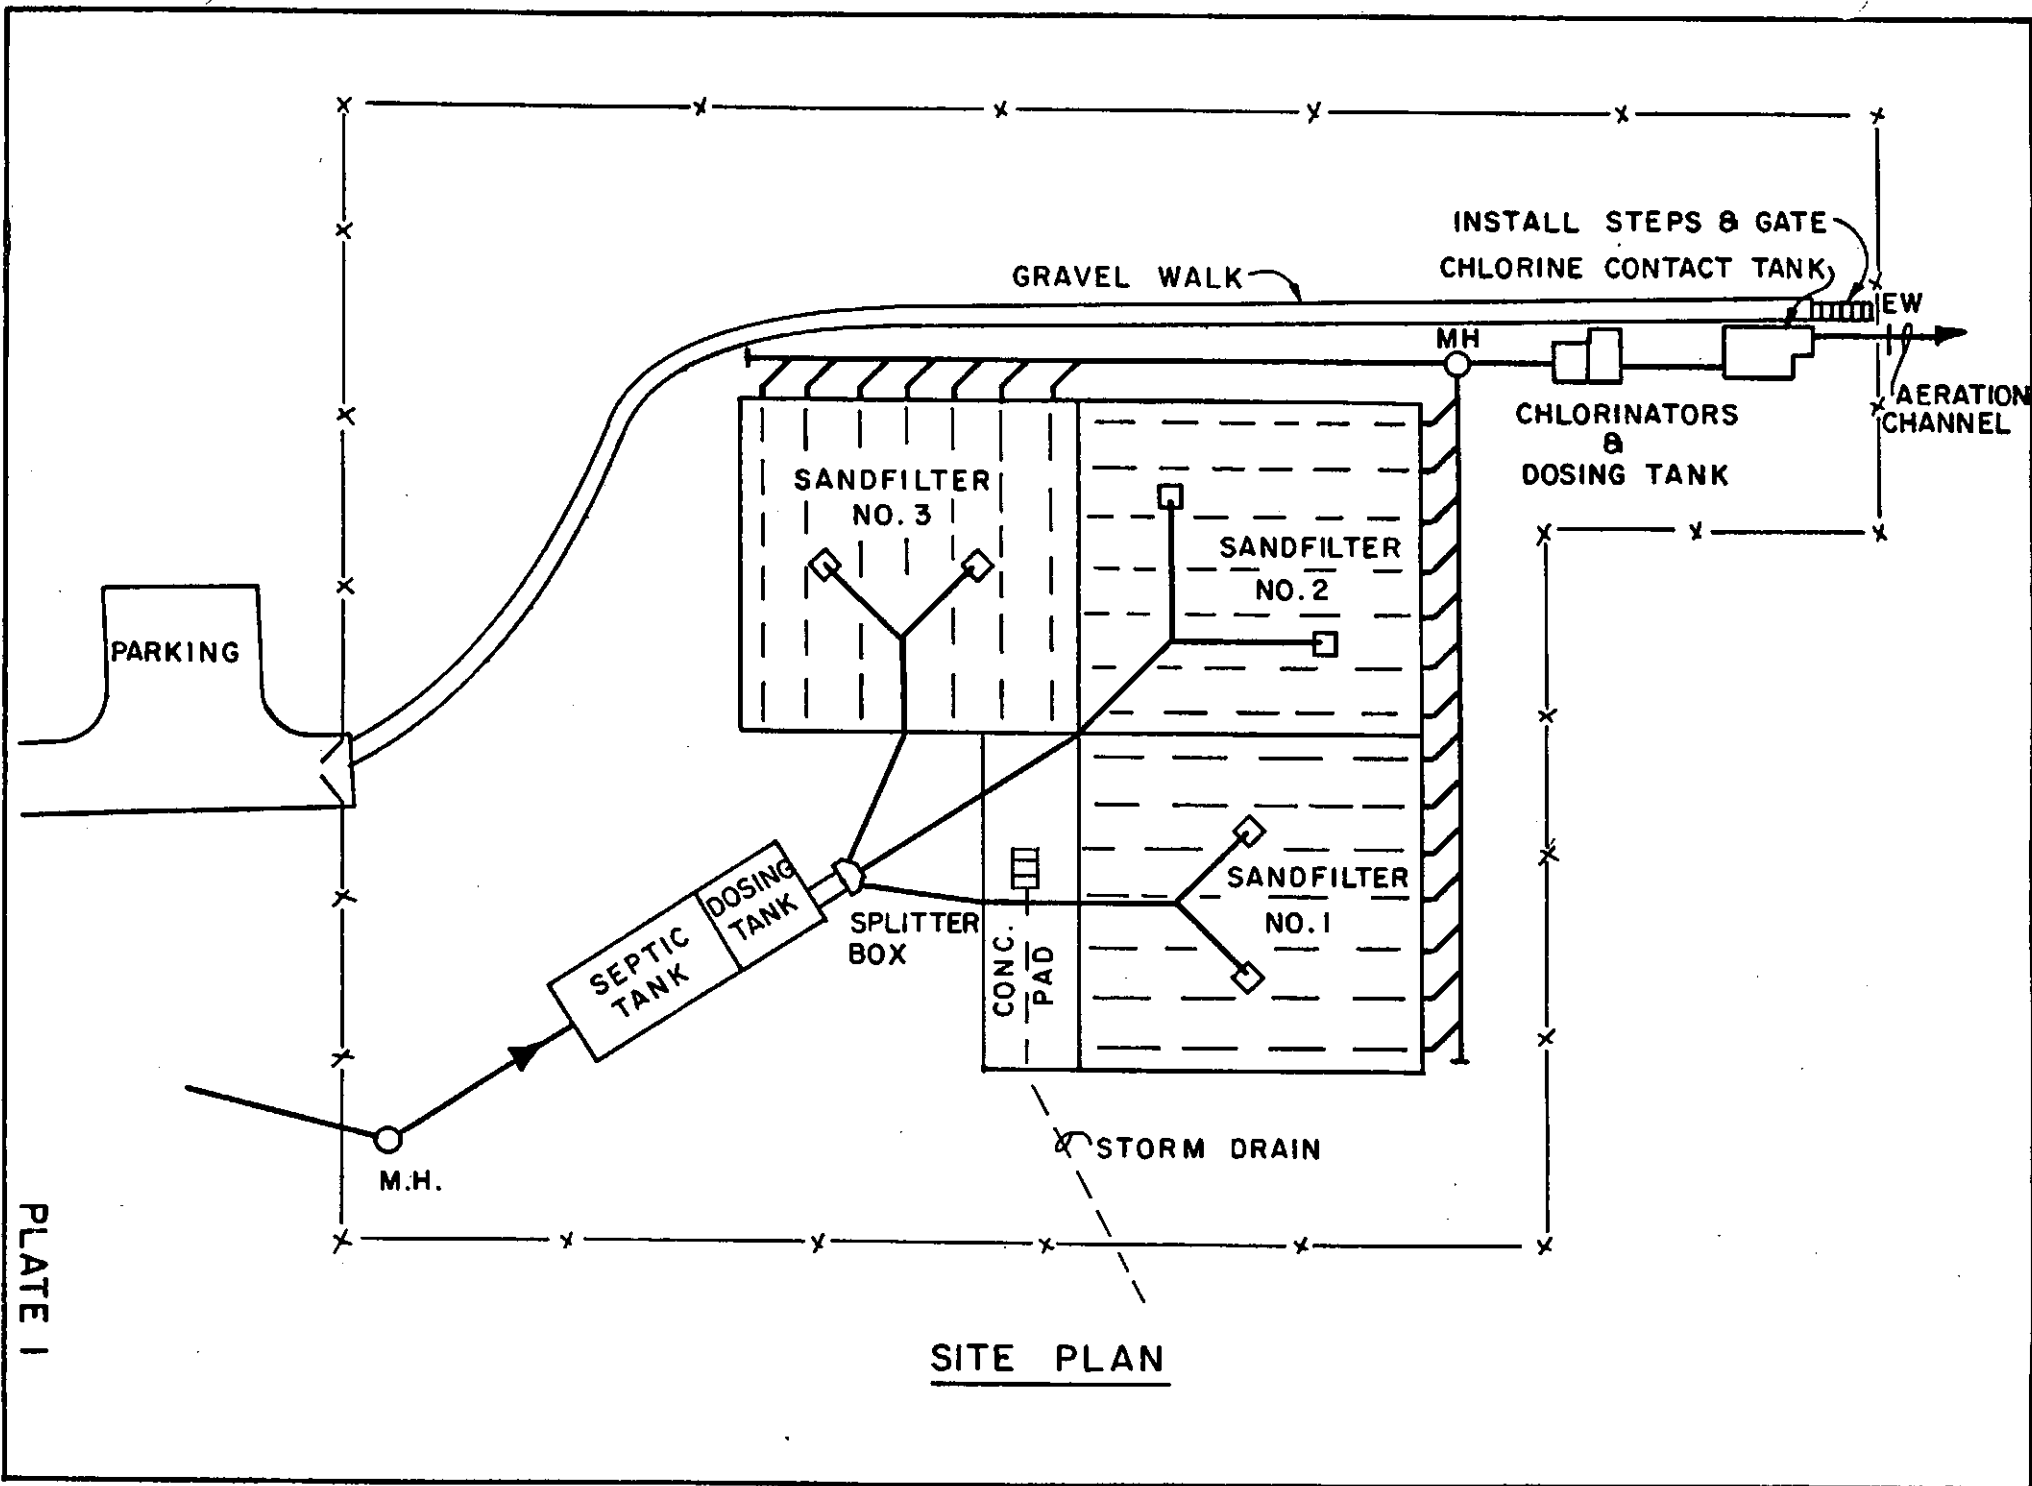 INSTALL STEPS & GATE
CHLORINE CONTACT TANK
GRAVEL WALK
EW
MH
AERATION
CHANNEL
CHLORINATORS
&
DOSING TANK
SANDFILTER
NO. 3
SANDFILTER
NO. 2
PARKING
SANDFILTER
NO. 1
DOSING
TANK
SEPTIC
TANK
SPLITTER
BOX
CONC.
PAD
STORM DRAIN
M.H.
PLATE I
SITE PLAN